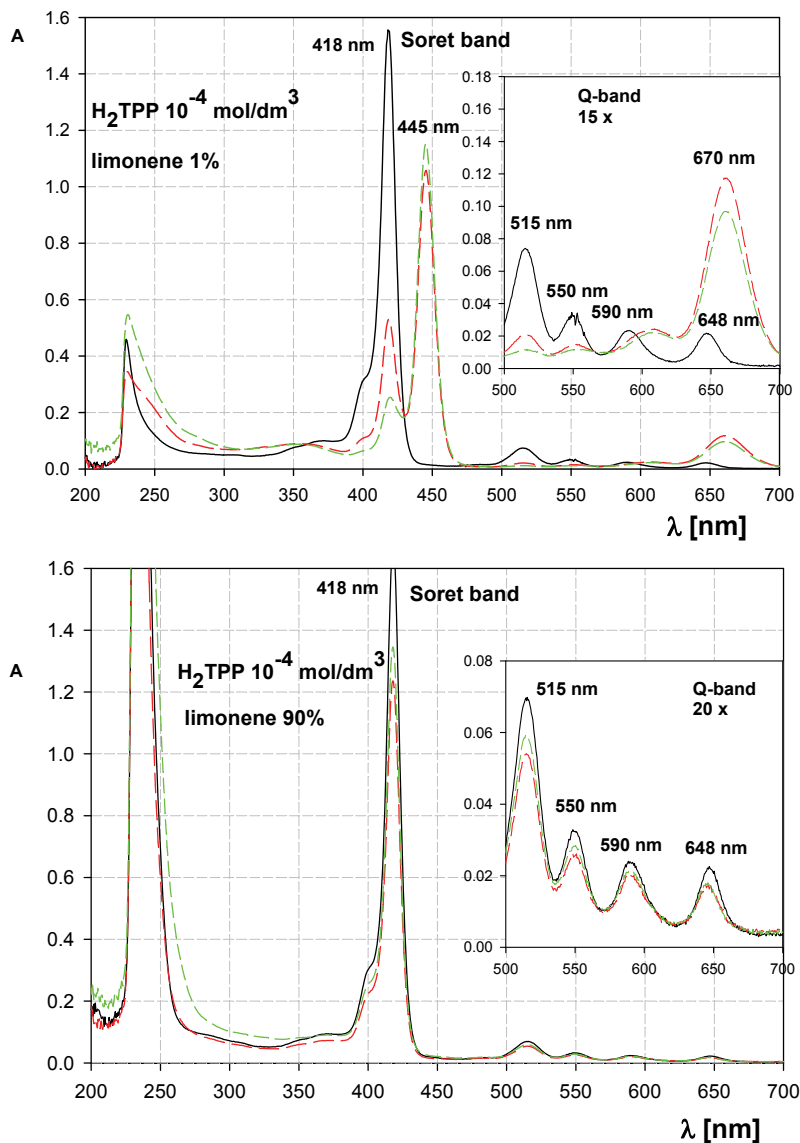 A
1.6
1.4
1.2
1.0
0.8
0.6
0.4
0.2
0.0
418 nm
Soret band
H2TPP 10-4 mol/dm3
limonene 1%
445 nm
0.18
0.16
0.14
0.12
0.10
0.08
0.06
0.04
0.02
0.00
Q-band
15 x
670 nm
515 nm
550 nm
590 nm
648 nm
500 550 600 650 700
200 250 300 350 400 450 500 550 600 650 700
λ [nm]
A
1.6
1.4
1.2
1.0
0.8
0.6
0.4
0.2
0.0
418 nm
Soret band
H2TPP 10-4 mol/dm3
limonene 90%
0.08
0.06
0.04
0.02
0.00
515 nm
Q-band
20 x
550 nm
590 nm
648 nm
500 550 600 650 700
200 250 300 350 400 450 500 550 600 650 700
λ [nm]